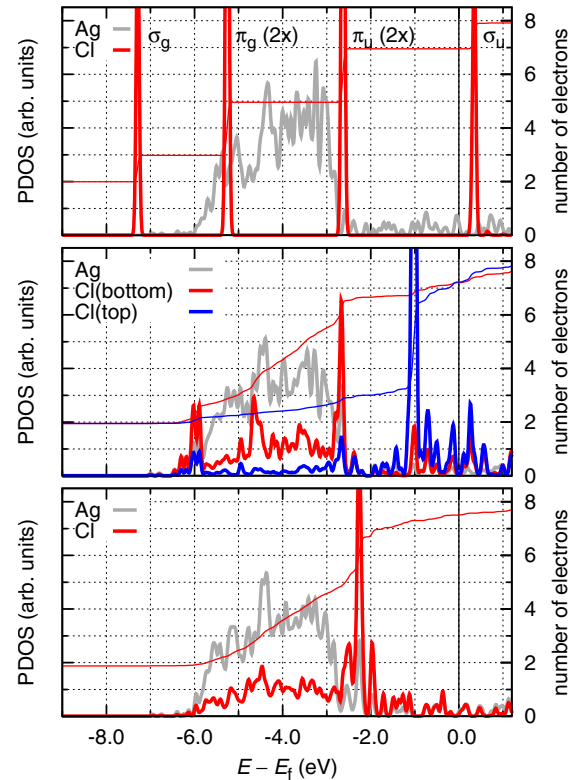 Ag
Cl
σg
πg (2x)
πu (2x)
σu
PDOS (arb. units)
number of electrons
8
6
4
2
0
Ag
Cl(bottom)
Cl(top)
PDOS (arb. units)
number of electrons
8
6
4
2
0
Ag
Cl
PDOS (arb. units)
number of electrons
8
6
4
2
0
-8.0 -6.0 -4.0 -2.0 0.0
E − Ef (eV)